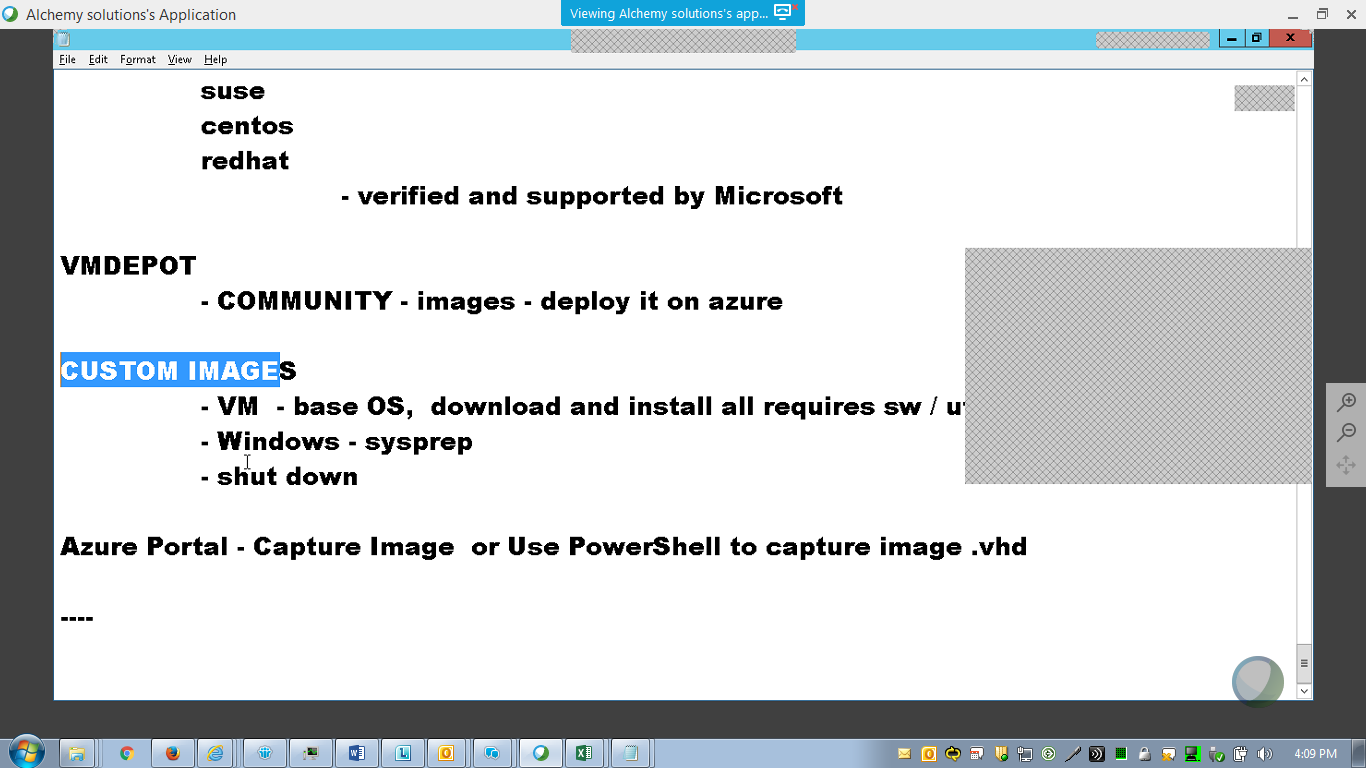 Alchemy solutions's Application
Viewing Alchemy solutions's app...
File Edit Format View Help
suse
centos
redhat
- verified and supported by Microsoft
VMDEPOT
- COMMUNITY - images - deploy it on azure
CUSTOM IMAGES
- VM - base OS, download and install all requires sw /
- Windows - sysprep
- shut down
Azure Portal - Capture Image or Use PowerShell to capture image .vhd
----
4:09 PM